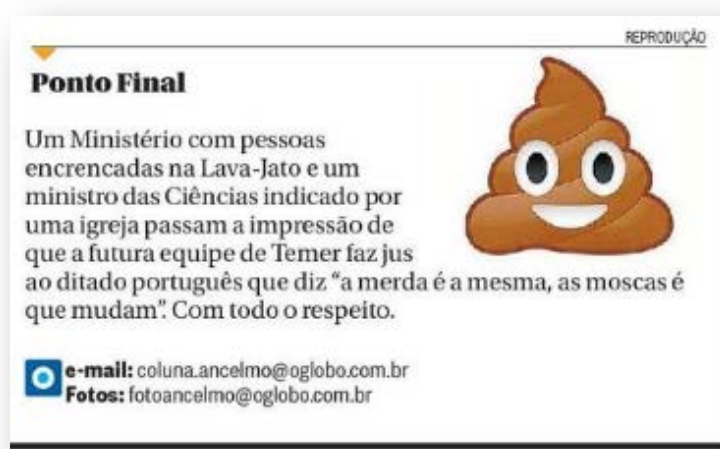 REPRODUÇÃO
Ponto Final
Um Ministério com pessoas
encrencadas na Lava-Jato e um
ministro das Ciências indicado por
uma igreja passam a impressão de
que a futura equipe de Temer faz jus
ao ditado português que diz “a merda é a mesma, as moscas é
que mudam”. Com todo o respeito.
e-mail: coluna.ancelmo@oglobo.com.br
Fotos: fotoancelmo@oglobo.com.br